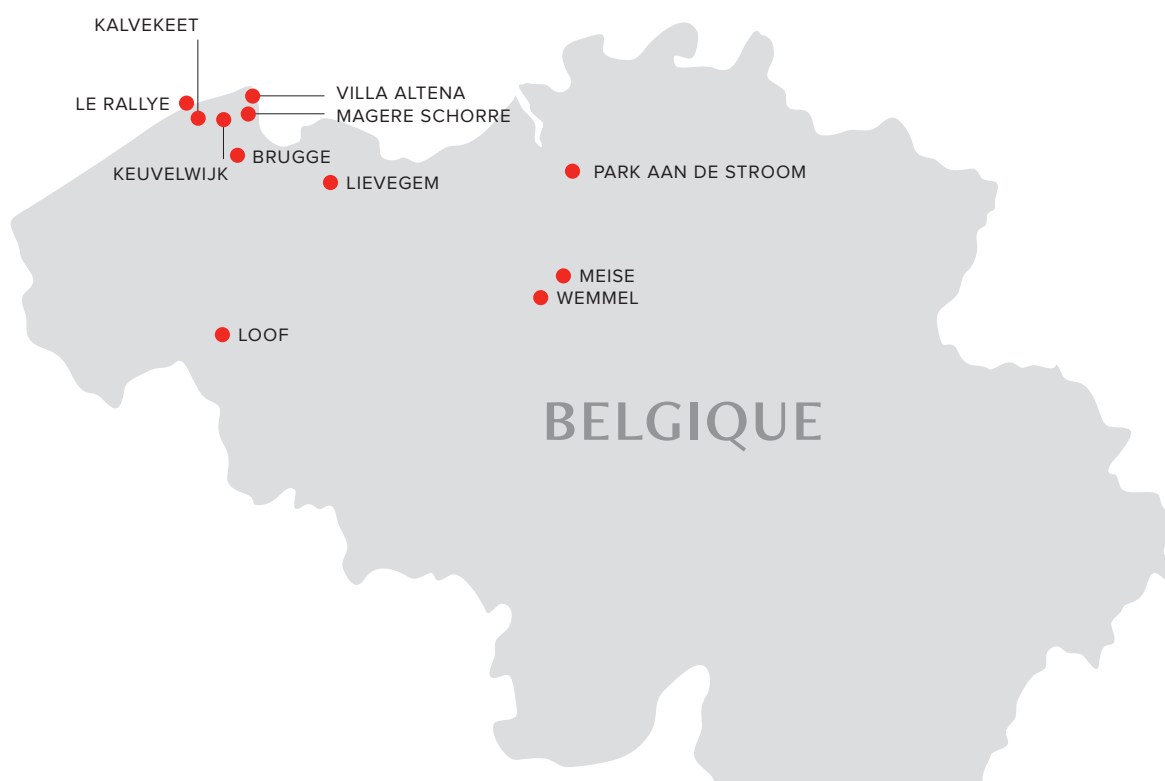 KALVEKEET
LE RALLYE
VILLA ALTENA
MAGERE SCHORRE
KEUVELWIJK
BRUGGE
LIEVEGEM
PARK AAN DE STROOM
MEISE
WEMMEL
LOOF
BELGIQUE